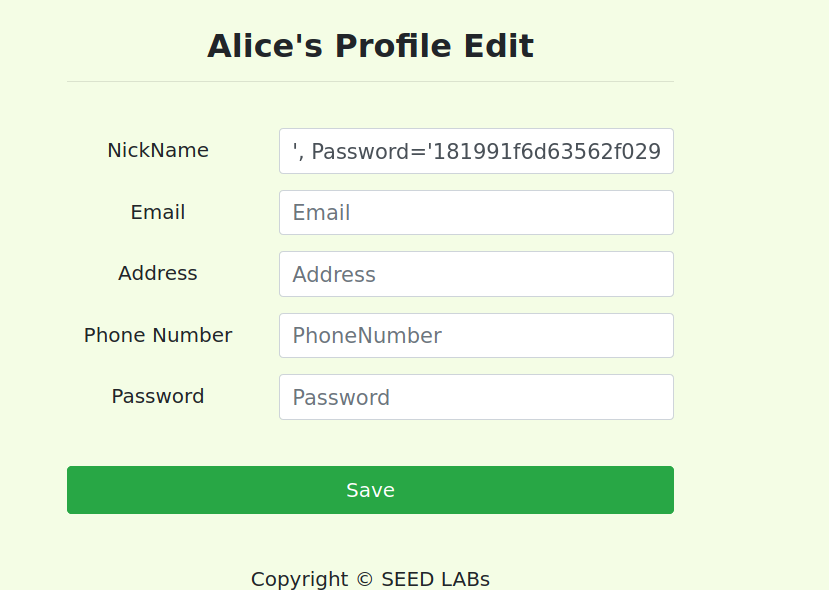 Alice's Profile Edit
NickName ', Password='181991f6d63562f029
Email Email
Address Address
Phone Number PhoneNumber
Password Password
Save
Copyright © SEED LABs